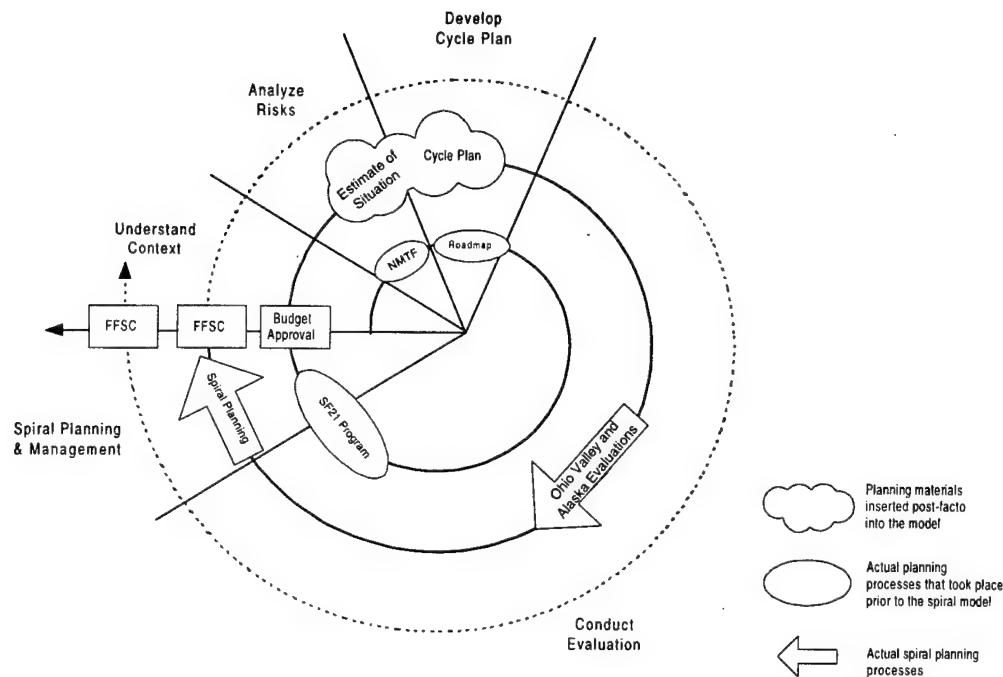 Develop
Cycle Plan
Analyze
Risks
Estimate of
Situation
Cycle Plan
Understand
Context
NMTF
Roadmap
FFSC
FFSC
Budget
Approval
Spiral Planning
SF21 Program
Spiral Planning
& Management
Ohio Valley and
Alaska Evaluations
Conduct
Evaluation
Planning materials
inserted post-facto
into the model
Actual planning
processes that took place
prior to the spiral model
Actual spiral planning
processes